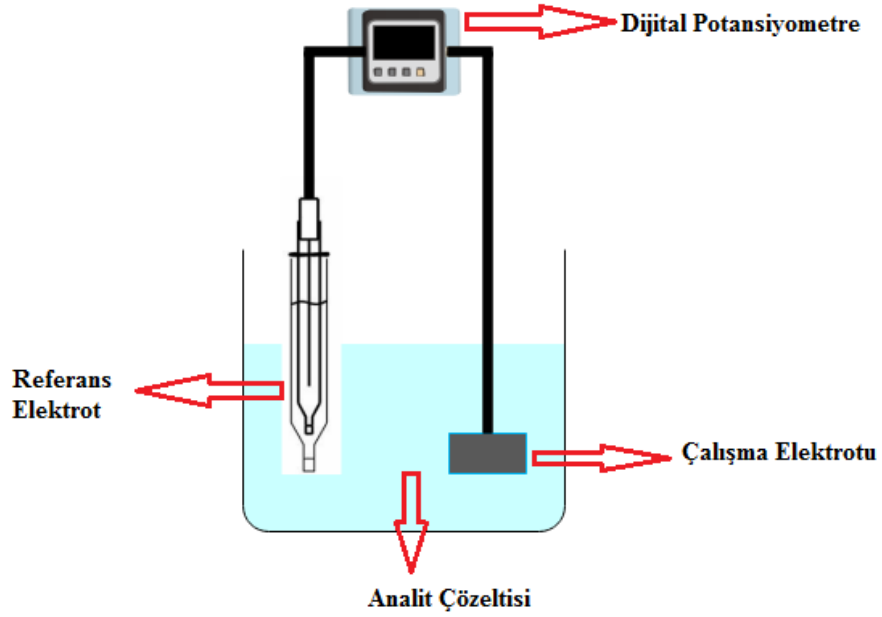 Dijital Potansiyometre
Referans
Elektrot
Çalışma Elektrotu
Analit Çözeltisi